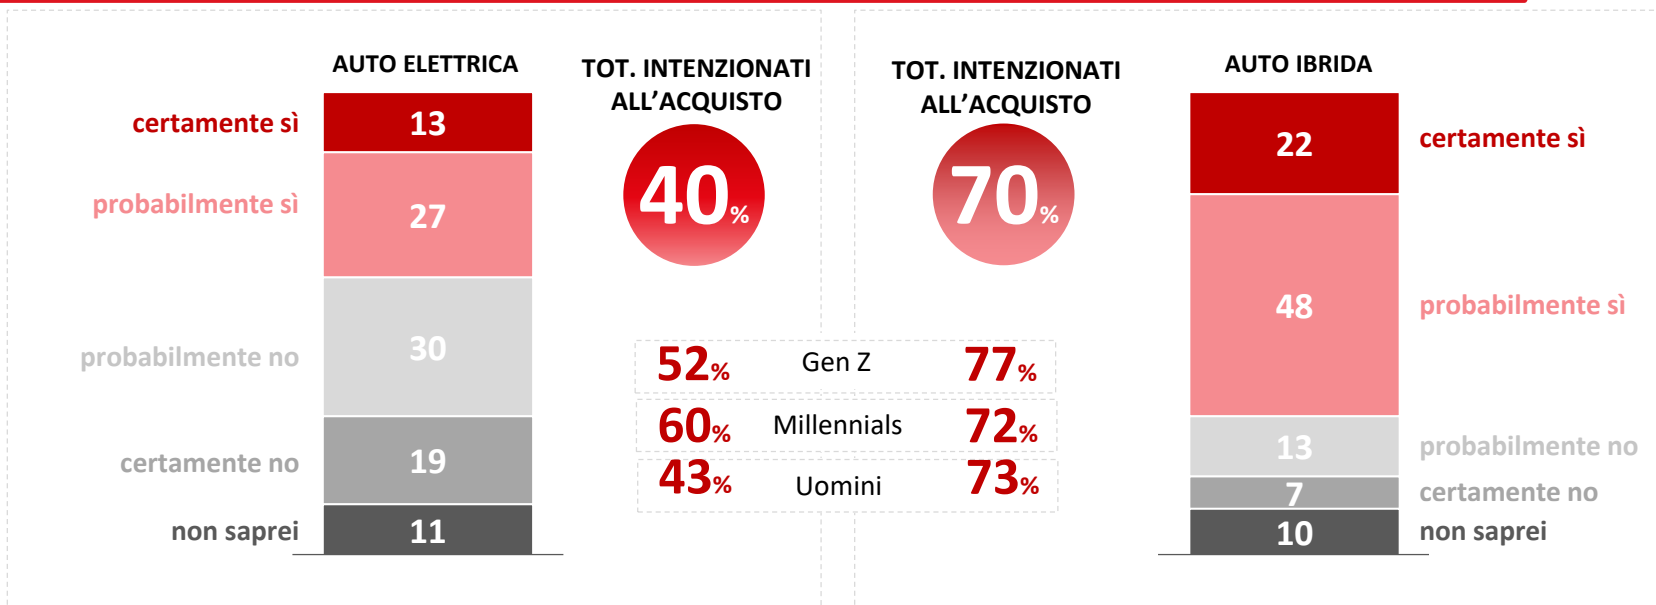 AUTO ELETTRICA
certamente sì 13
probabilmente sì 27
probabilmente no 30
certamente no 19
non saprei 11
TOT. INTENZIONATI
ALL'ACQUISTO
40%
TOT. INTENZIONATI
ALL'ACQUISTO
70%
52% Gen Z 77%
60% Millennials 72%
43% Uomini 73%
AUTO IBRIDA
22 certamente sì
48 probabilmente sì
13 probabilmente no
7 certamente no
10 non saprei